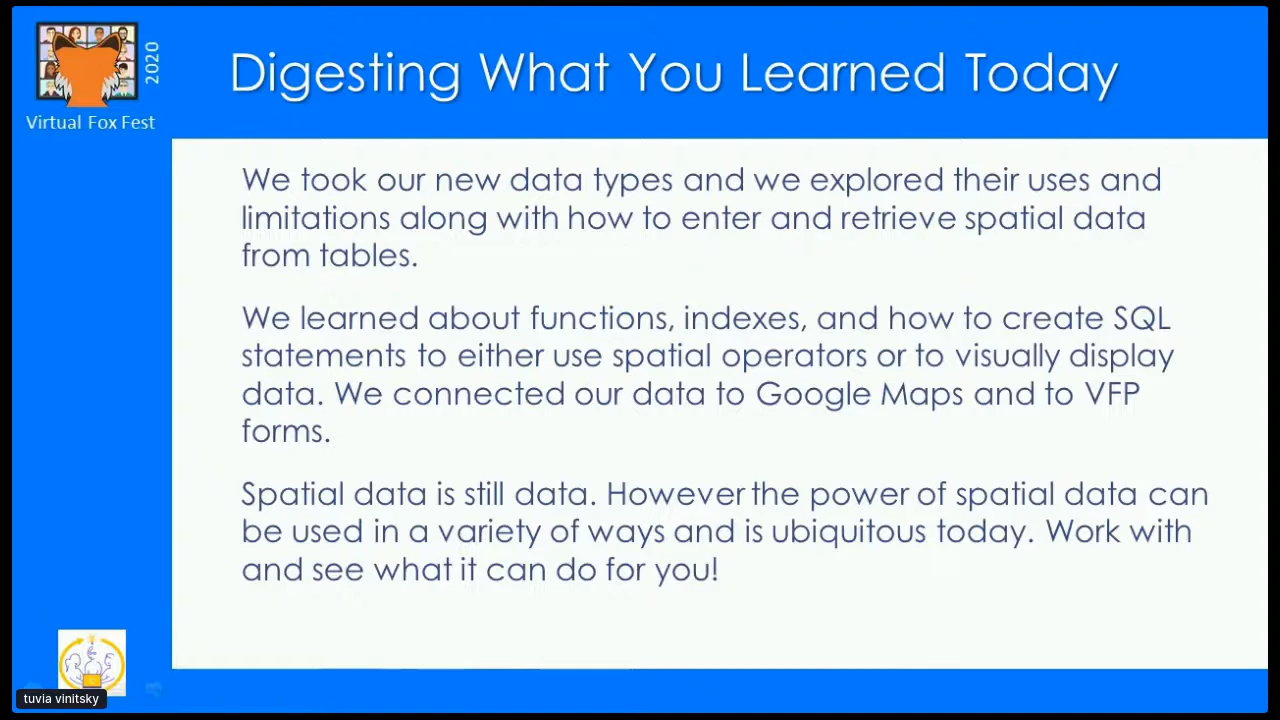 2020
Virtual Fox Fest
Digesting What You Learned Today
We took our new data types and we explored their uses and
limitations along with how to enter and retrieve spatial data
from tables.
We learned about functions, indexes, and how to create SQL
statements to either use spatial operators or to visually display
data. We connected our data to Google Maps and to VFP
forms.
Spatial data is still data. However the power of spatial data can
be used in a variety of ways and is ubiquitous today. Work with
and see what it can do for you!
tuvia vinitsky